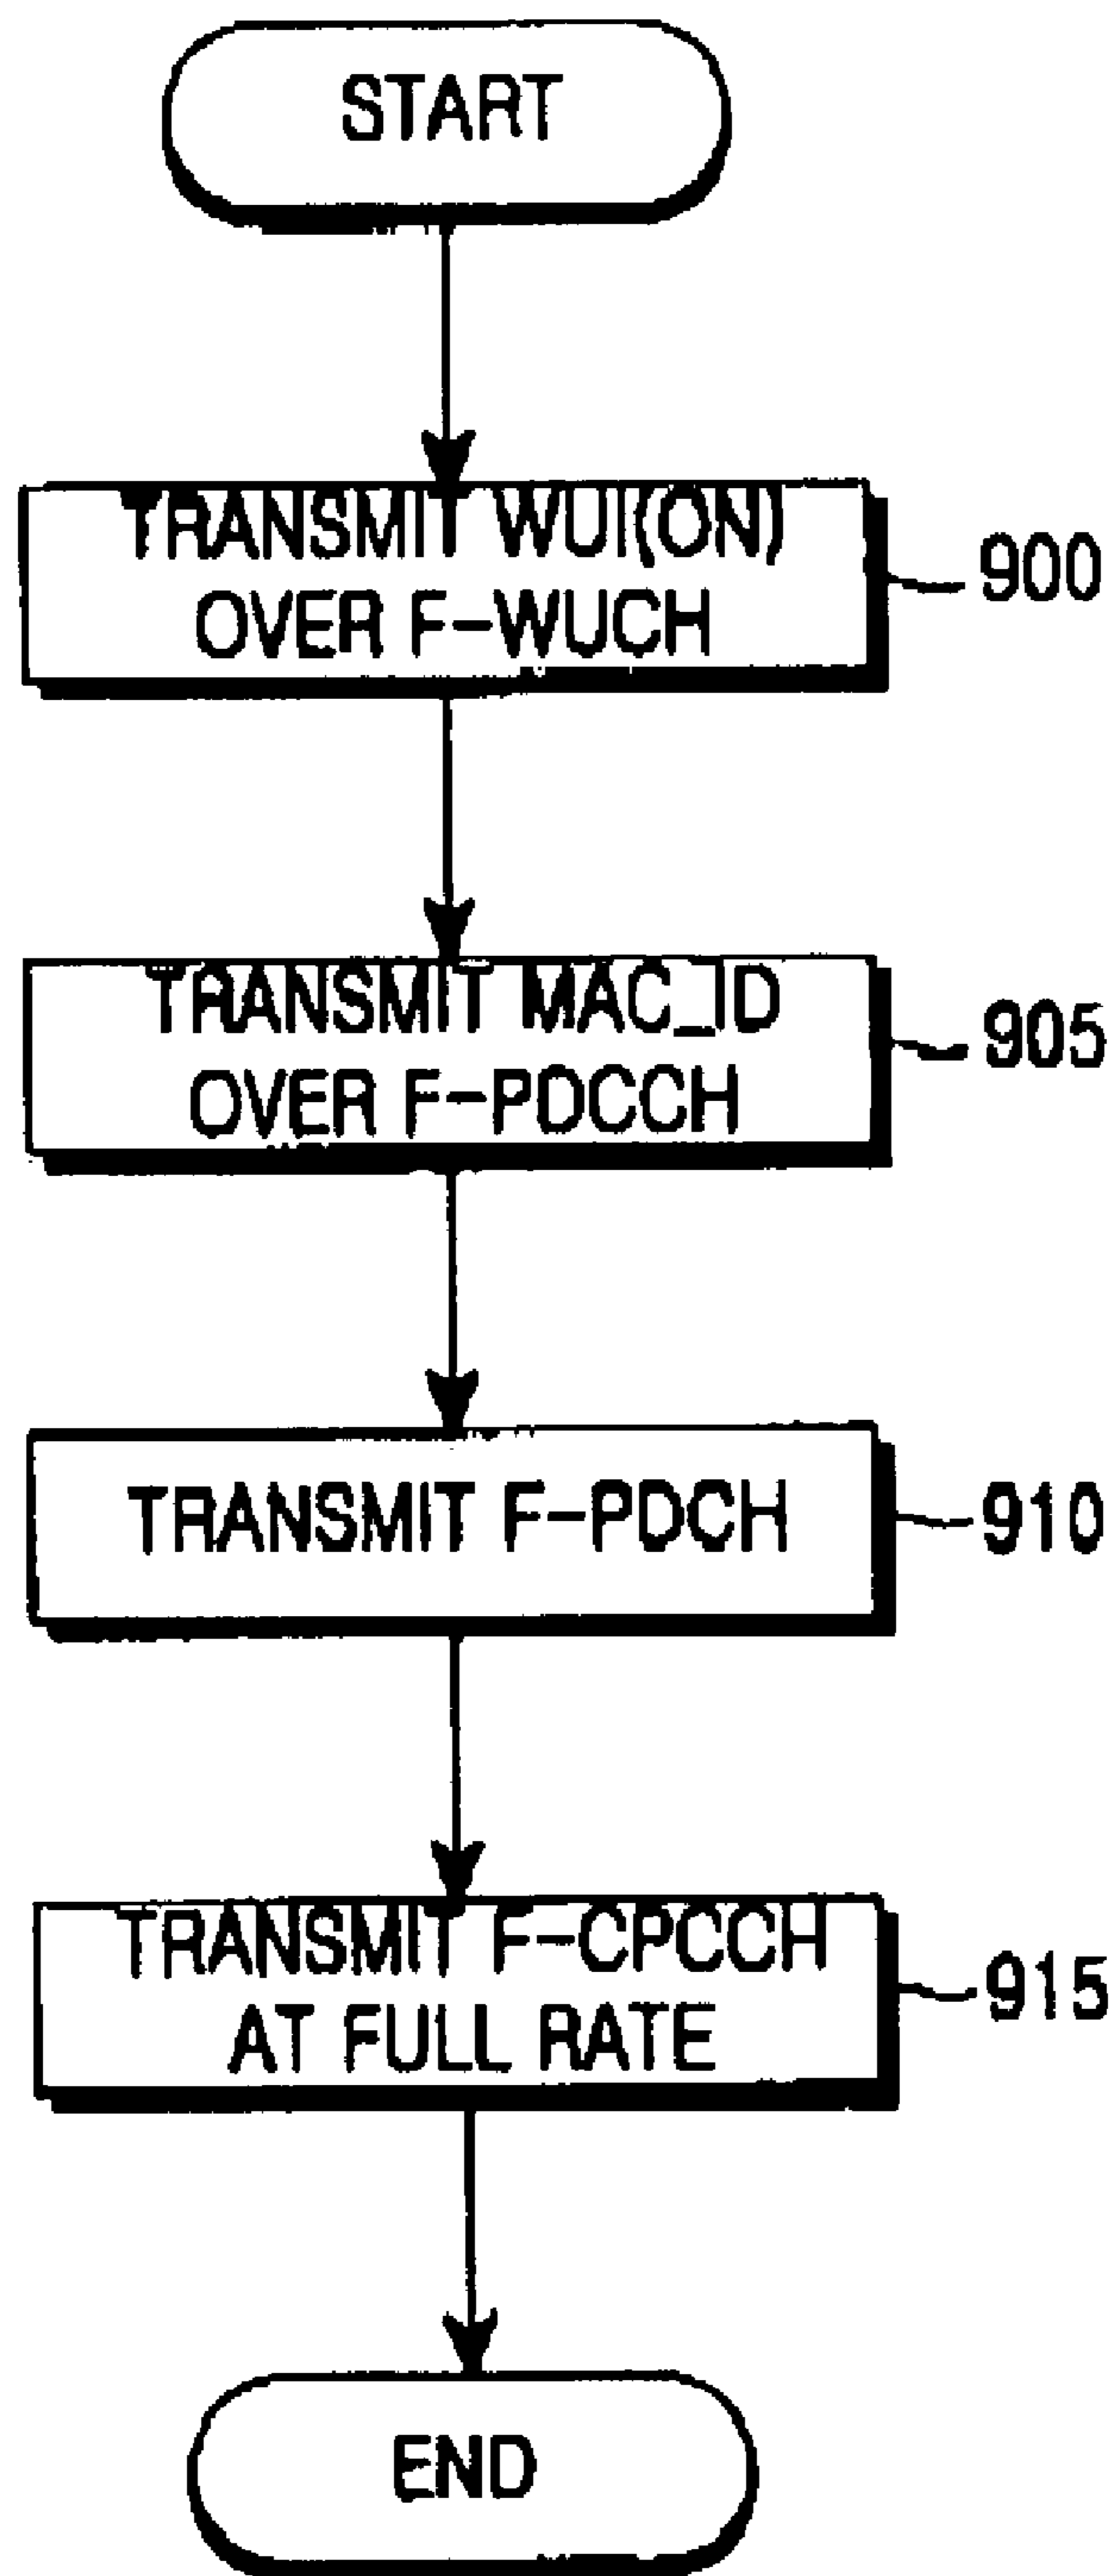 START
TRANSMIT WUI(ON)
OVER F-WUCH
900
TRANSMIT MAC_ID
OVER F-PDCCH
905
TRANSMIT F-PDCH
910
TRANSMIT F-CPCCH
AT FULL RATE
915
END